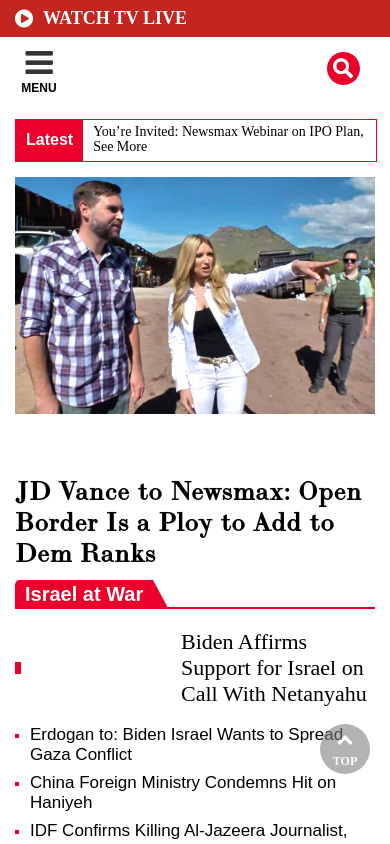 WATCH TV LIVE
MENU
Latest
You’re Invited: Newsmax Webinar on IPO Plan,
See More
JD Vance to Newsmax: Open
Border Is a Ploy to Add to
Dem Ranks
Israel at War
Biden Affirms
Support for Israel on
Call With Netanyahu
Erdogan to: Biden Israel Wants to Spread
Gaza Conflict
TOP
China Foreign Ministry Condemns Hit on
Haniyeh
IDF Confirms Killing Al-Jazeera Journalist,